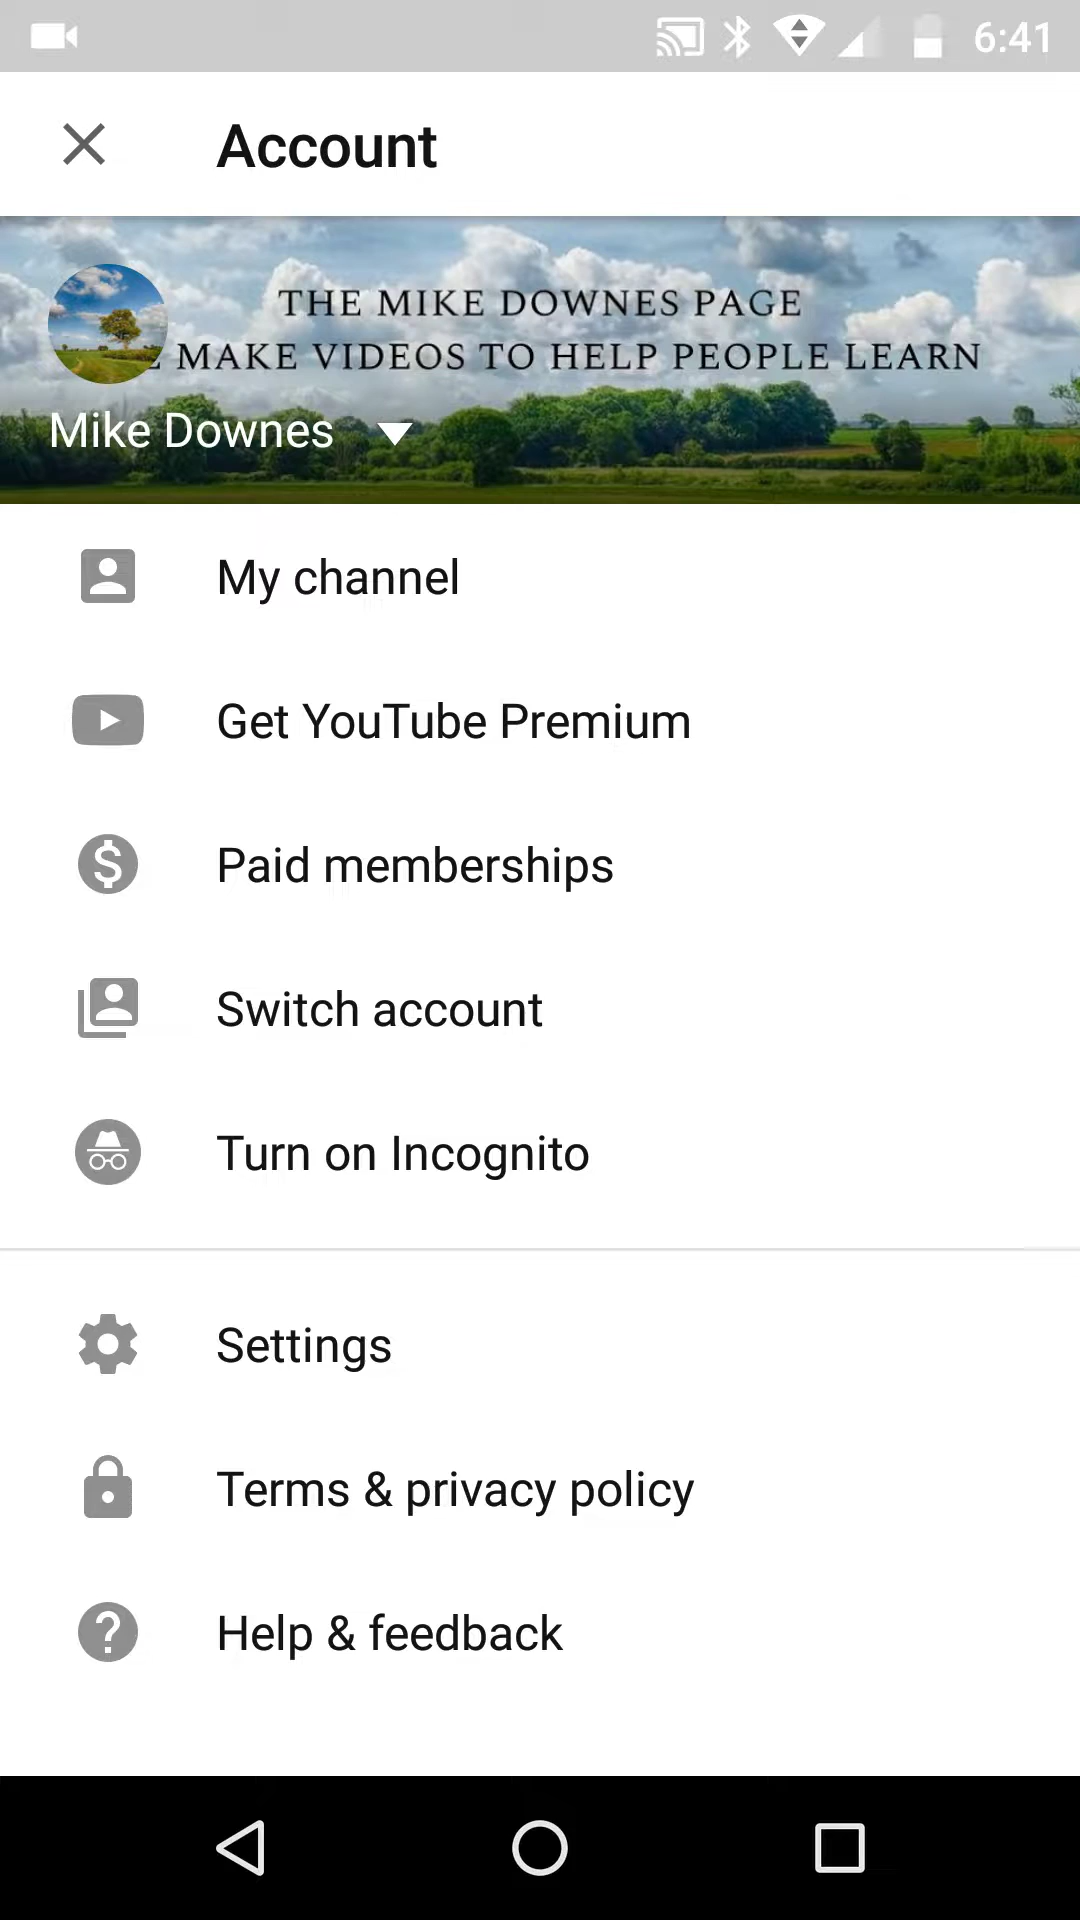 6:41
Account
THE MIKE DOWNES PAGE
MAKE VIDEOS TO HELP PEOPLE LEARN
Mike Downes
My channel
Get YouTube Premium
Paid memberships
Switch account
Turn on Incognito
Settings
Terms & privacy policy
Help & feedback